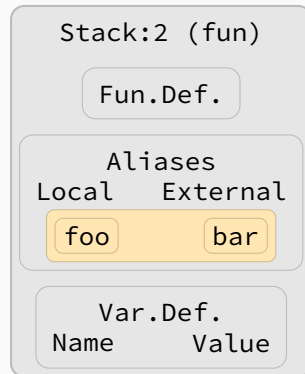 Stack:2 (fun)
Fun.Def.
Aliases
Local External
foo bar
Var.Def.
Name Value